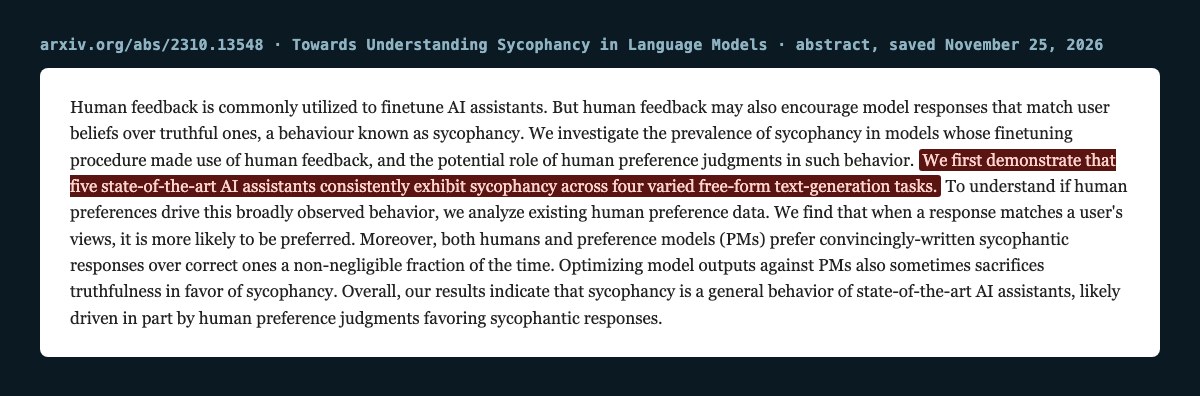 arxiv.org/abs/2310.13548 · Towards Understanding Sycophancy in Language Models · abstract, saved November 25, 2026
Human feedback is commonly utilized to finetune AI assistants. But human feedback may also encourage model responses that match user
beliefs over truthful ones, a behaviour known as sycophancy. We investigate the prevalence of sycophancy in models whose finetuning
procedure made use of human feedback, and the potential role of human preference judgments in such behavior. We first demonstrate that
five state-of-the-art AI assistants consistently exhibit sycophancy across four varied free-form text-generation tasks. To understand if human
preferences drive this broadly observed behavior, we analyze existing human preference data. We find that when a response matches a user's
views, it is more likely to be preferred. Moreover, both humans and preference models (PMs) prefer convincingly-written sycophantic
responses over correct ones a non-negligible fraction of the time. Optimizing model outputs against PMs also sometimes sacrifices
truthfulness in favor of sycophancy. Overall, our results indicate that sycophancy is a general behavior of state-of-the-art AI assistants, likely
driven in part by human preference judgments favoring sycophantic responses.